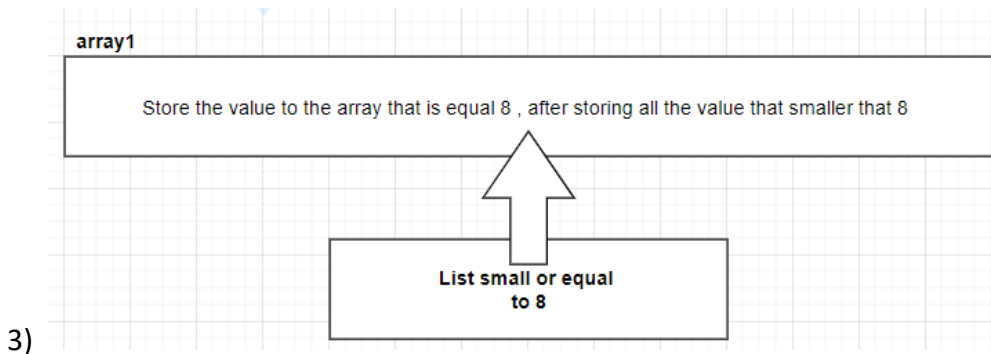 array1
Store the value to the array that is equal 8 , after storing all the value that smaller that 8
List small or equal
to 8
3)